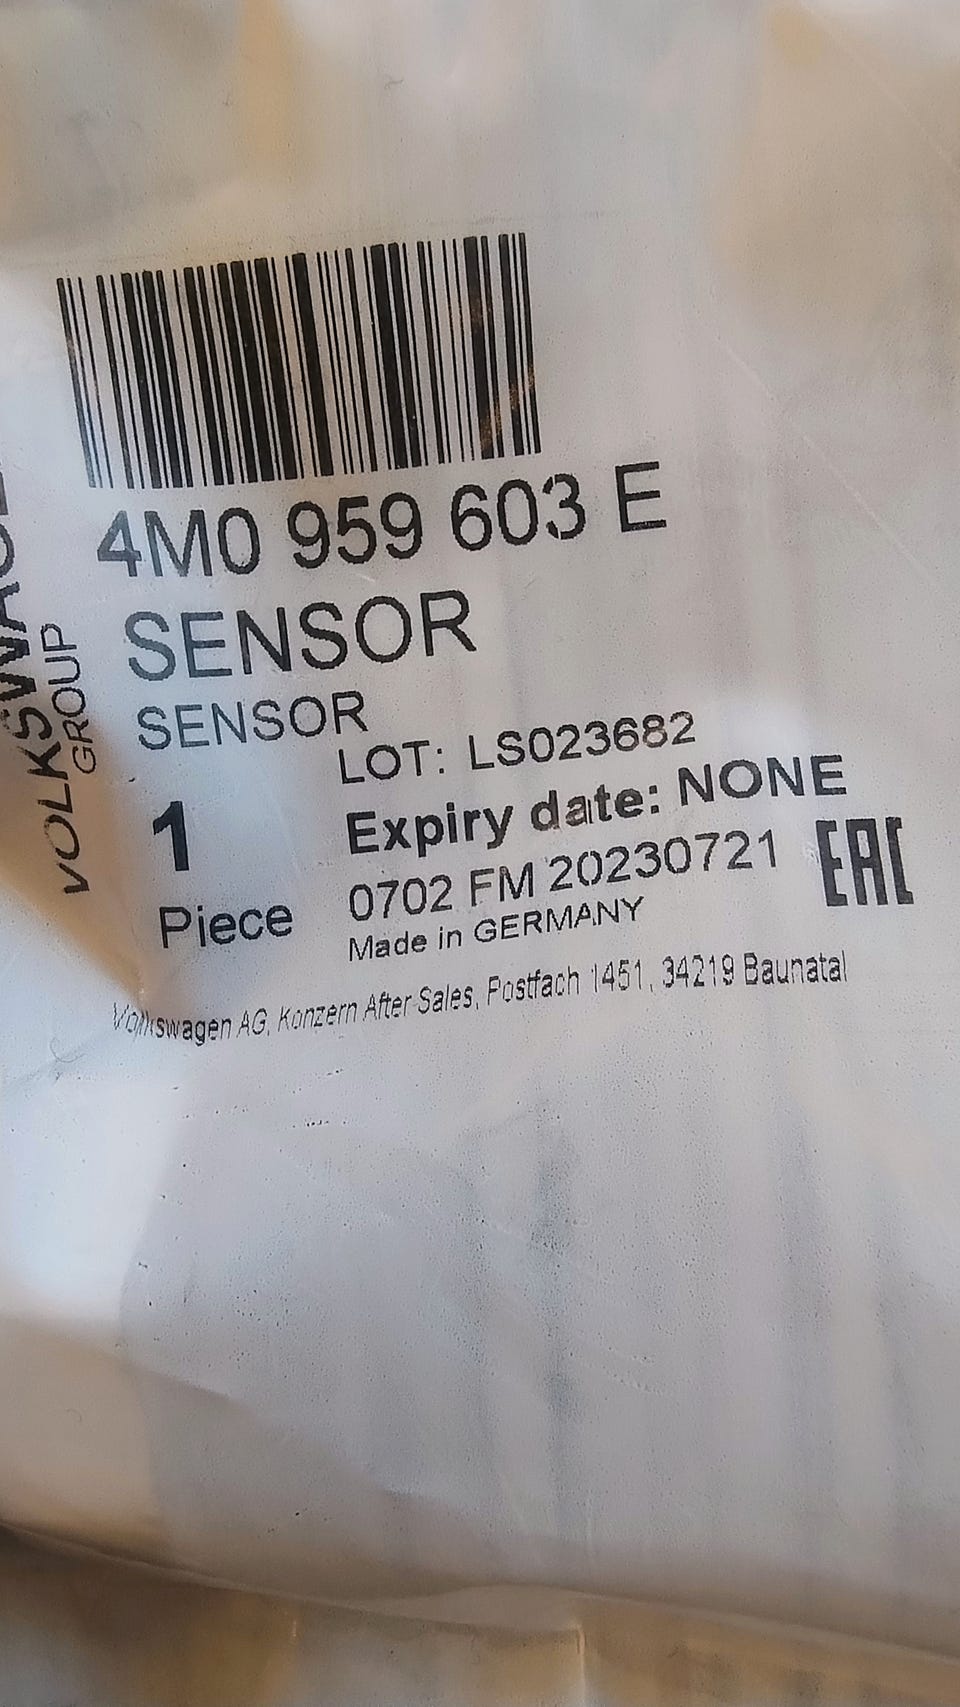 4M0 959 603 E
SENSOR
SENSOR
LOT: LS023682
1
Piece
Expiry date: NONE
0702 FM 20230721
Made in GERMANY
EAC
Volkswagen AG, Konzern After Sales, Postfach 1451, 34219 Baunatal
VOLKSWAGEN
GROUP